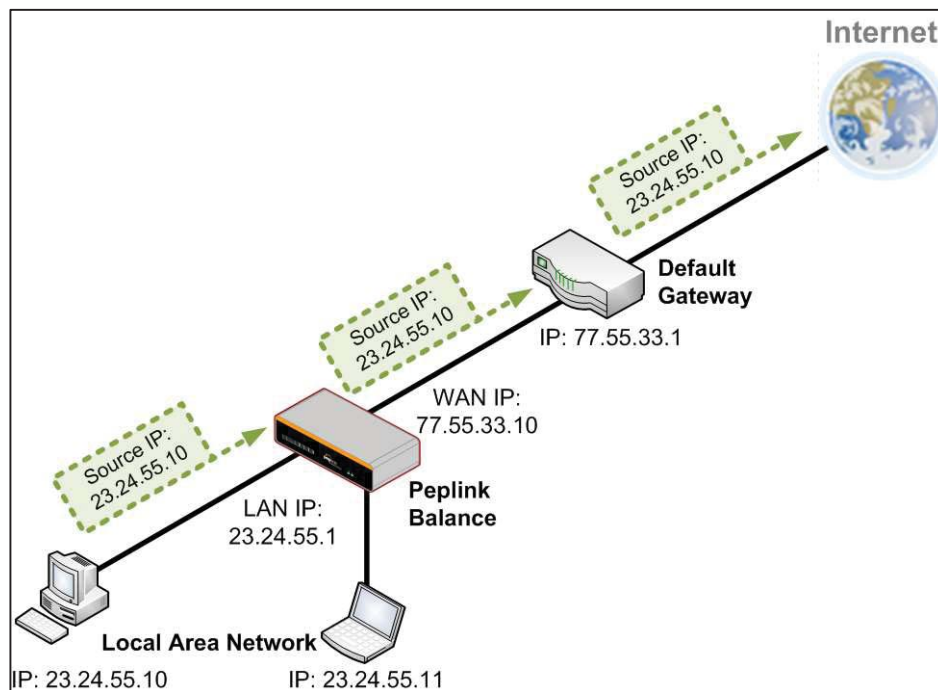 Internet
Source IP:
23.24.55.10
Default
Gateway
IP: 77.55.33.1
Source IP:
23.24.55.10
WAN IP:
77.55.33.10
Source IP:
23.24.55.10
Peplink
Balance
LAN IP:
23.24.55.1
Local Area Network
IP: 23.24.55.10
IP: 23.24.55.11